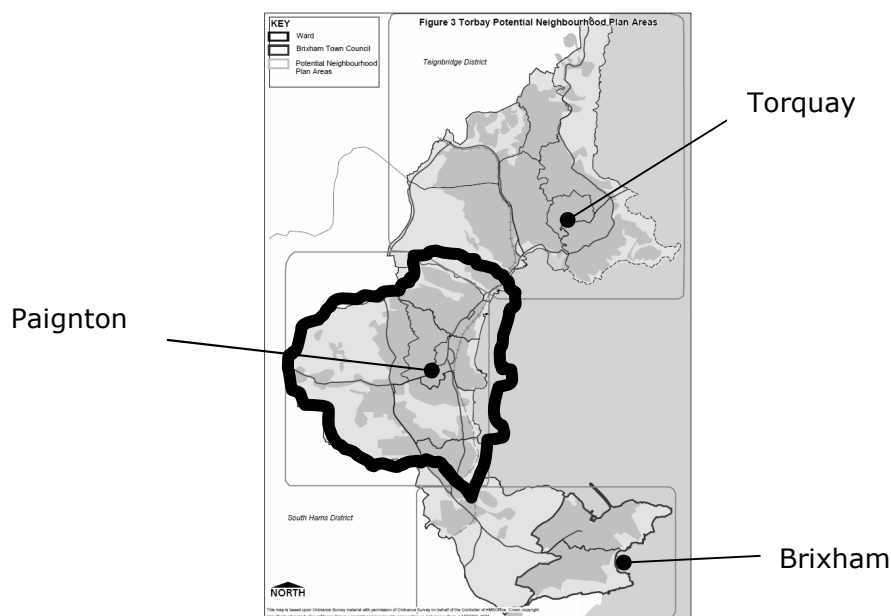 KEY
Ward
Brixham Town Council
Potential Neighbourhood
Plan Areas
Figure 3 Torbay Potential Neighbourhood Plan Areas
Teignbridge District
Torquay
Paignton
South Hams District
Brixham
NORTH
This map is based upon Ordnance Survey material with permission of Ordnance Survey on behalf of the Controller of HMSO. Crown copyright